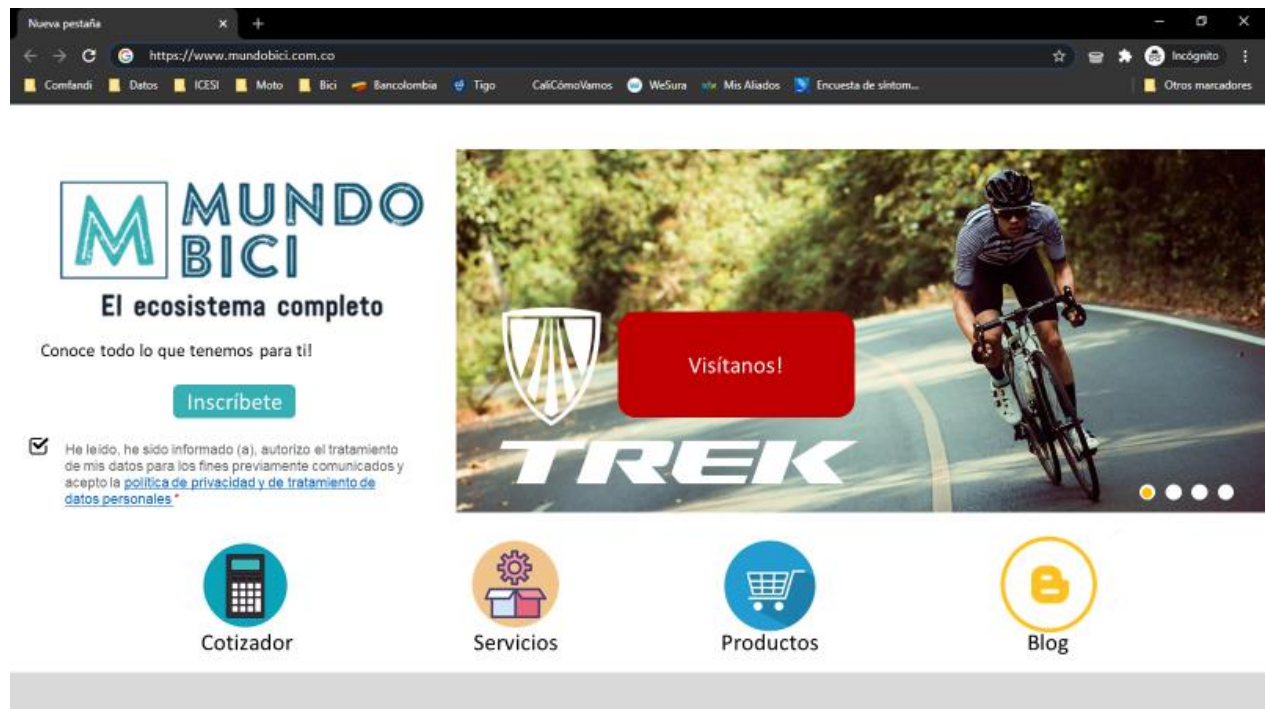 Nueva pestaña
https://www.mundobici.com.co
Incógnito
Comfandi Datos ICESI Moto Bici Bancolombia Tigo CaliCómoVamos WeSura Mis Aliados Encuesta de síntom... Otros marcadores
M MUNDO
BICI
El ecosistema completo
Conoce todo lo que tenemos para ti!
Inscríbete
He leído, he sido informado (a), autorizo el tratamiento
de mis datos para los fines previamente comunicados y
acepto la política de privacidad y de tratamiento de
datos personales *
Visítanos!
TREK
Cotizador Servicios Productos Blog